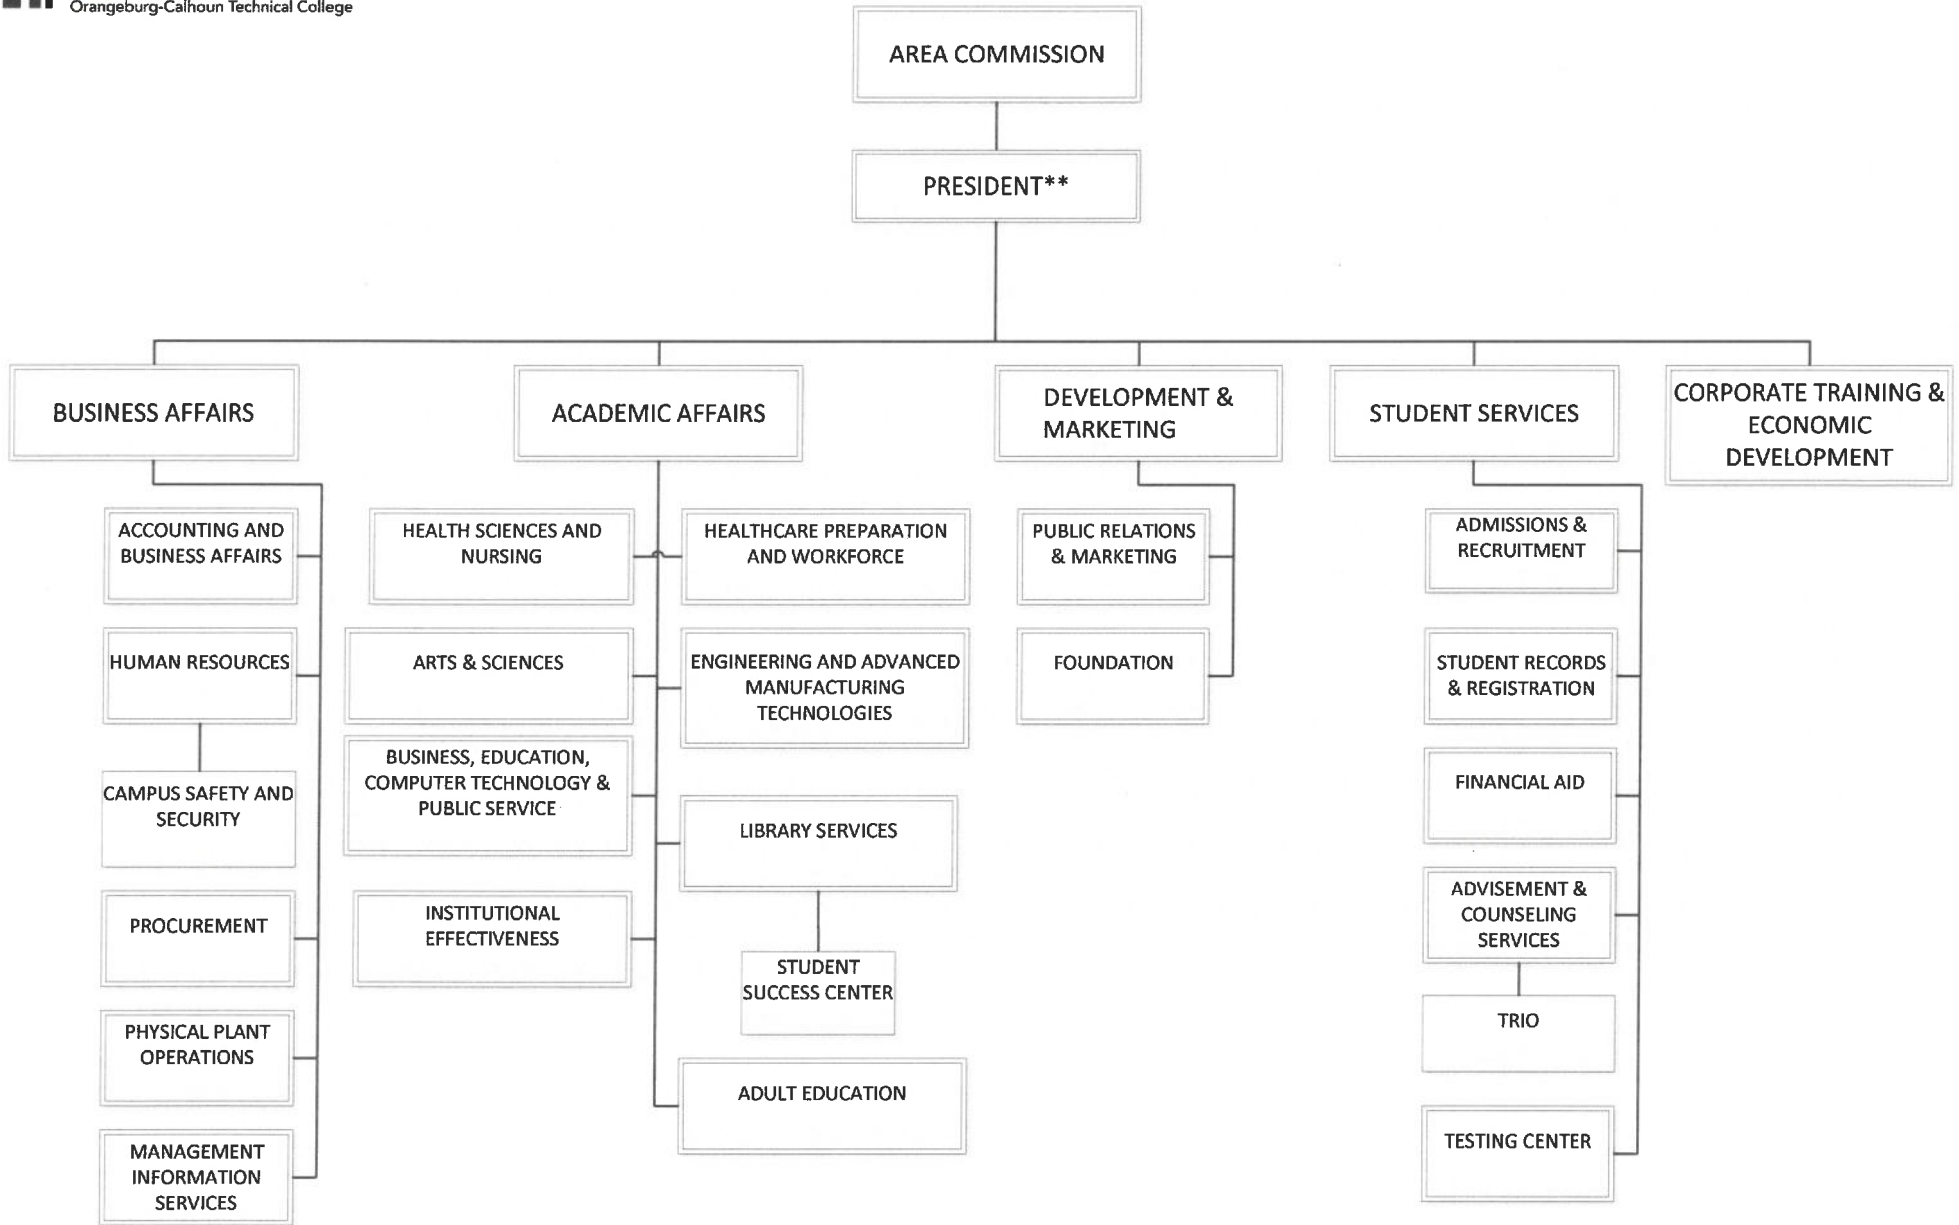 Orangeburg-Calhoun Technical College
AREA COMMISSION
PRESIDENT**
BUSINESS AFFAIRS
ACADEMIC AFFAIRS
DEVELOPMENT &
MARKETING
STUDENT SERVICES
CORPORATE TRAINING &
ECONOMIC
DEVELOPMENT
ACCOUNTING AND
BUSINESS AFFAIRS
HUMAN RESOURCES
CAMPUS SAFETY AND
SECURITY
PROCUREMENT
PHYSICAL PLANT
OPERATIONS
MANAGEMENT
INFORMATION
SERVICES
HEALTH SCIENCES AND
NURSING
ARTS & SCIENCES
BUSINESS, EDUCATION,
COMPUTER TECHNOLOGY &
PUBLIC SERVICE
INSTITUTIONAL
EFFECTIVENESS
HEALTHCARE PREPARATION
AND WORKFORCE
ENGINEERING AND ADVANCED
MANUFACTURING
TECHNOLOGIES
LIBRARY SERVICES
STUDENT
SUCCESS CENTER
ADULT EDUCATION
PUBLIC RELATIONS
& MARKETING
FOUNDATION
ADMISSIONS &
RECRUITMENT
STUDENT RECORDS
& REGISTRATION
FINANCIAL AID
ADVISEMENT &
COUNSELING
SERVICES
TRIO
TESTING CENTER